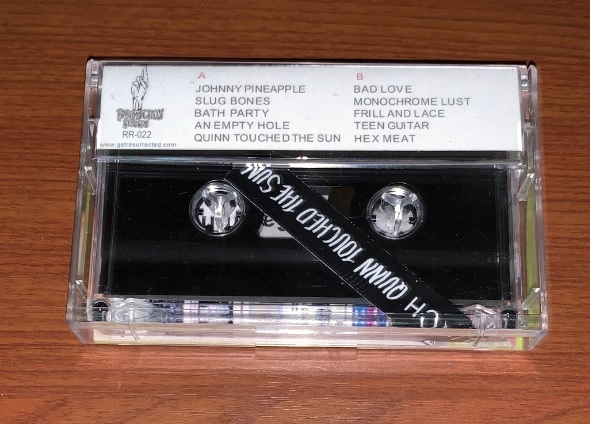 A
JOHNNY PINEAPPLE
SLUG BONES
BATH PARTY
AN EMPTY HOLE
QUINN TOUCHED THE SUN
B
BAD LOVE
MONOCHROME LUST
FRILL AND LACE
TEEN GUITAR
HEX MEAT
RR-022
www.getresurrected.com
QUINN TOUCHED THE SUN